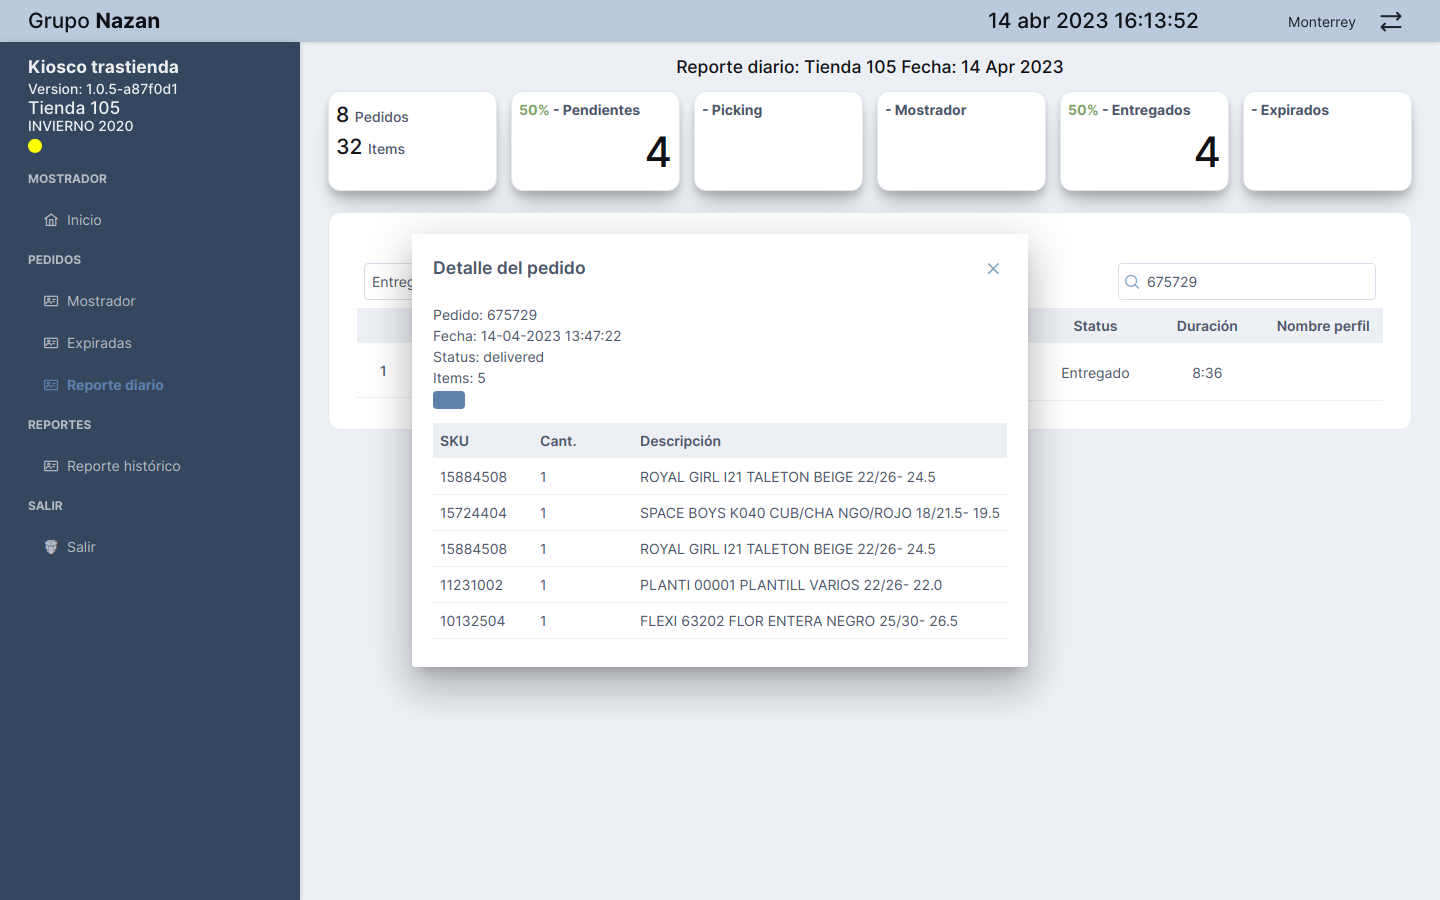 Grupo Nazan
14 abr 2023 16:13:52
Monterrey
Kiosco trastienda
Version: 1.0.5-a87f0d1
Tienda 105
INVIERNO 2020
MOSTRADOR
Inicio
PEDIDOS
Mostrador
Expiradas
Reporte diario
REPORTES
Reporte histórico
SALIR
Salir
Reporte diario: Tienda 105 Fecha: 14 Apr 2023
8 Pedidos
32 Items
50% - Pendientes
4
- Picking
- Mostrador
50% - Entregados
4
- Expirados
Entreg
675729
Status Duración Nombre perfil
1 Entregado 8:36
Detalle del pedido
Pedido: 675729
Fecha: 14-04-2023 13:47:22
Status: delivered
Items: 5
SKU Cant. Descripción
15884508 1 ROYAL GIRL I21 TALETON BEIGE 22/26- 24.5
15724404 1 SPACE BOYS K040 CUB/CHA NGO/ROJO 18/21.5- 19.5
15884508 1 ROYAL GIRL I21 TALETON BEIGE 22/26- 24.5
11231002 1 PLANTI 00001 PLANTILL VARIOS 22/26- 22.0
10132504 1 FLEXI 63202 FLOR ENTERA NEGRO 25/30- 26.5